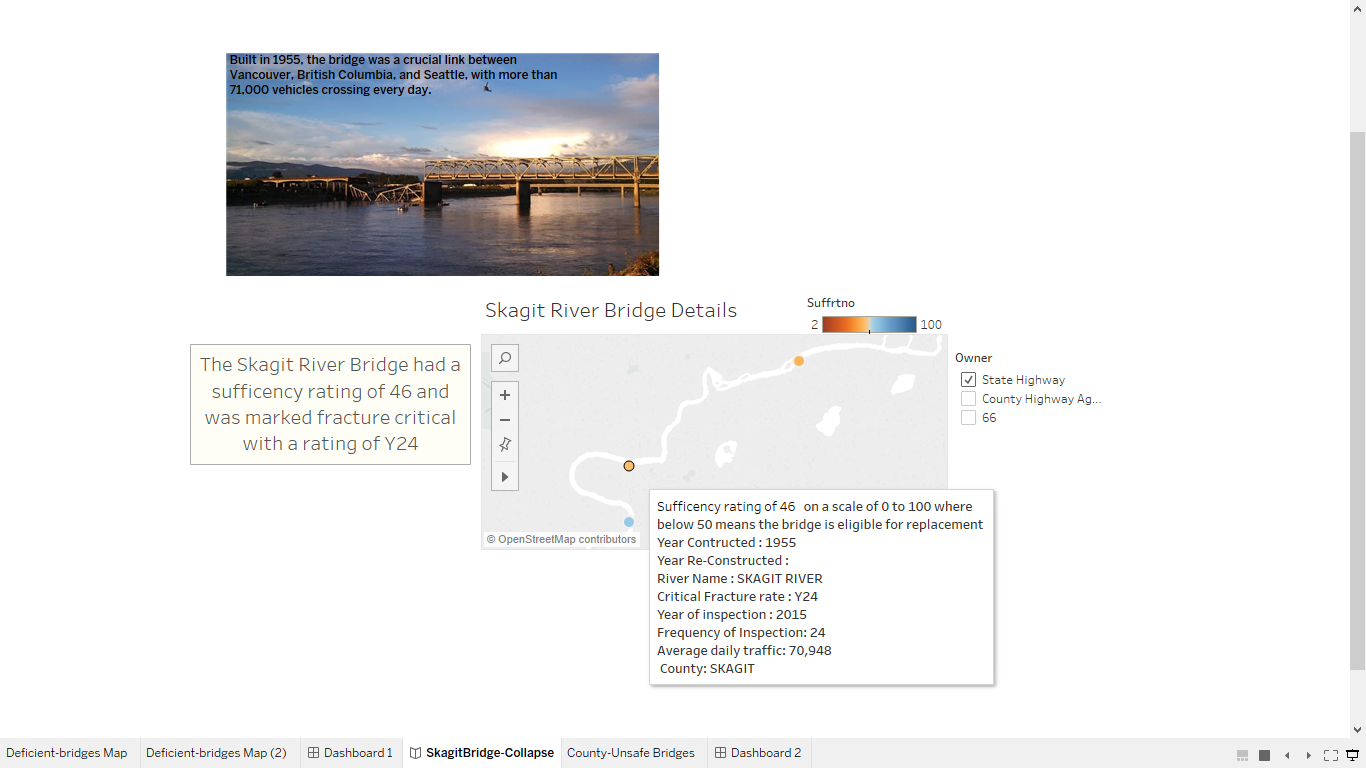 Built in 1955, the bridge was a crucial link between
Vancouver, British Columbia, and Seattle, with more than
71,000 vehicles crossing every day.
Skagit River Bridge Details
Suffrtno
2 100
The Skagit River Bridge had a
sufficency rating of 46 and
was marked fracture critical
with a rating of Y24
Owner
State Highway
County Highway Ag...
66
© OpenStreetMap contributors
Sufficency rating of 46 on a scale of 0 to 100 where
below 50 means the bridge is eligible for replacement
Year Contructed : 1955
Year Re-Constructed :
River Name : SKAGIT RIVER
Critical Fracture rate : Y24
Year of inspection : 2015
Frequency of Inspection: 24
Average daily traffic: 70,948
County: SKAGIT
Deficient-bridges Map Deficient-bridges Map (2) Dashboard 1 SkagitBridge-Collapse County-Unsafe Bridges Dashboard 2